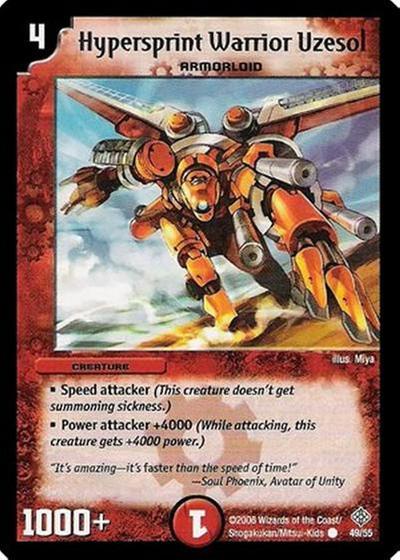 4
Hypersprint Warrior Uzesol
ARMORLOID
illus. Miya
CREATURE
▪ Speed attacker (This creature doesn't get
summoning sickness.)
▪ Power attacker +4000 (While attacking, this
creature gets +4000 power.)
"It's amazing—it's faster than the speed of time!"
—Soul Phoenix, Avatar of Unity
1000+
1
©2006 Wizards of the Coast/
Shogakukan/Mitsui-Kids
49/55